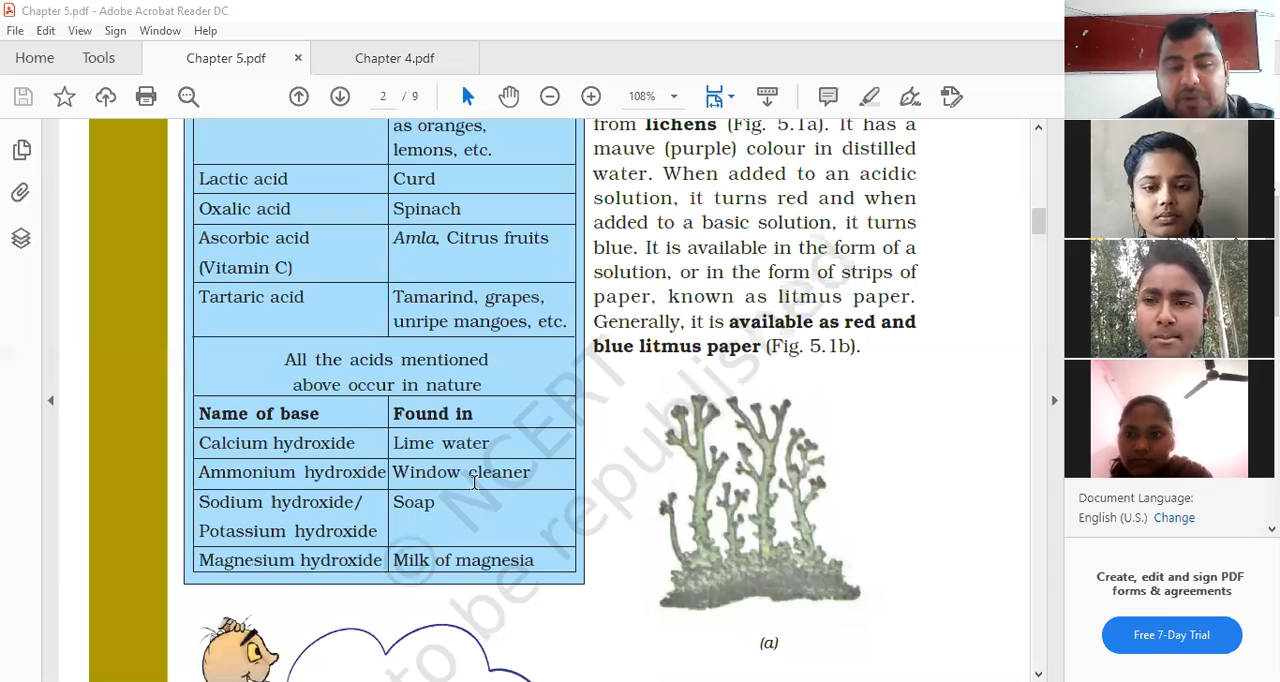 Chapter 5.pdf - Adobe Acrobat Reader DC
File Edit View Sign Window Help
Home Tools Chapter 5.pdf × Chapter 4.pdf
2 / 9 108%
as oranges,
lemons, etc.
Lactic acid Curd
Oxalic acid Spinach
Ascorbic acid Amla, Citrus fruits
(Vitamin C)
Tartaric acid Tamarind, grapes,
unripe mangoes, etc.
All the acids mentioned
above occur in nature
Name of base Found in
Calcium hydroxide Lime water
Ammonium hydroxide Window cleaner
Sodium hydroxide/ Soap
Potassium hydroxide
Magnesium hydroxide Milk of magnesia
from lichens (Fig. 5.1a). It has a
mauve (purple) colour in distilled
water. When added to an acidic
solution, it turns red and when
added to a basic solution, it turns
blue. It is available in the form of a
solution, or in the form of strips of
paper, known as litmus paper.
Generally, it is available as red and
blue litmus paper (Fig. 5.1b).
(a)
© NCERT
to be republished
Document Language:
English (U.S.) Change
Create, edit and sign PDF
forms & agreements
Free 7-Day Trial